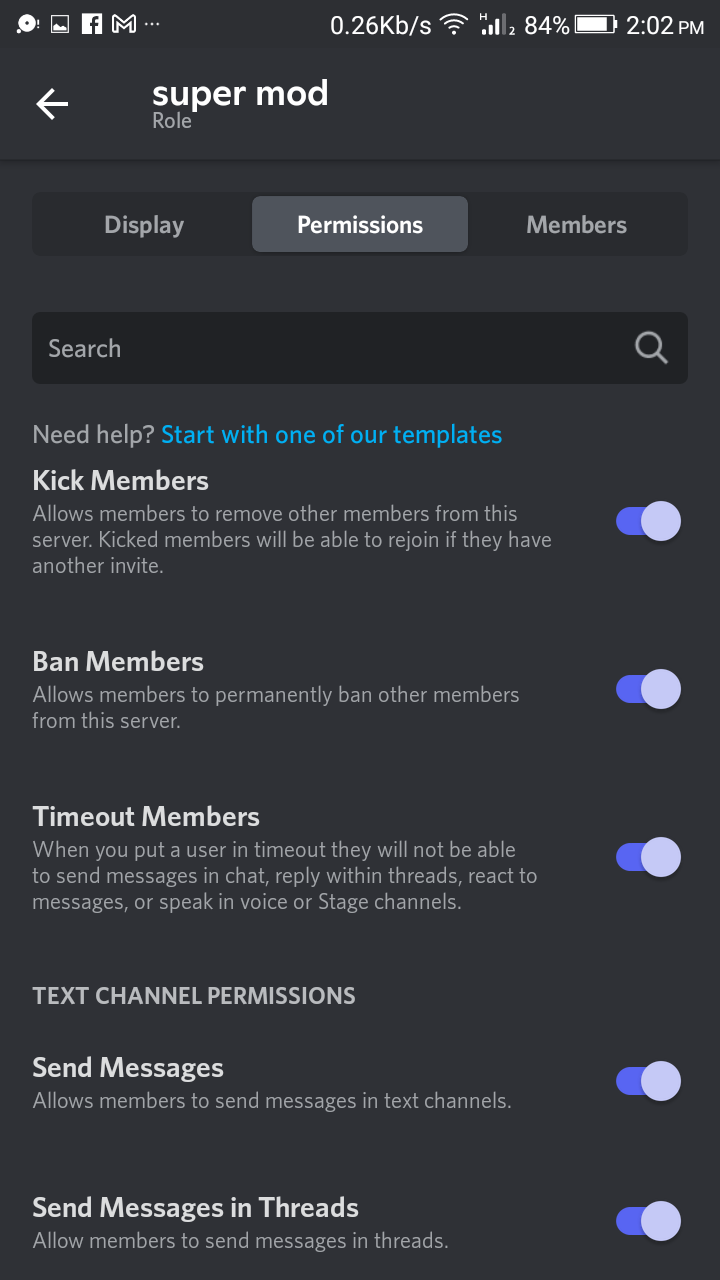 0.26Kb/s H 2 84% 2:02 PM
super mod
Role
Display Permissions Members
Search
Need help? Start with one of our templates
Kick Members
Allows members to remove other members from this
server. Kicked members will be able to rejoin if they have
another invite.
Ban Members
Allows members to permanently ban other members
from this server.
Timeout Members
When you put a user in timeout they will not be able
to send messages in chat, reply within threads, react to
messages, or speak in voice or Stage channels.
TEXT CHANNEL PERMISSIONS
Send Messages
Allows members to send messages in text channels.
Send Messages in Threads
Allow members to send messages in threads.